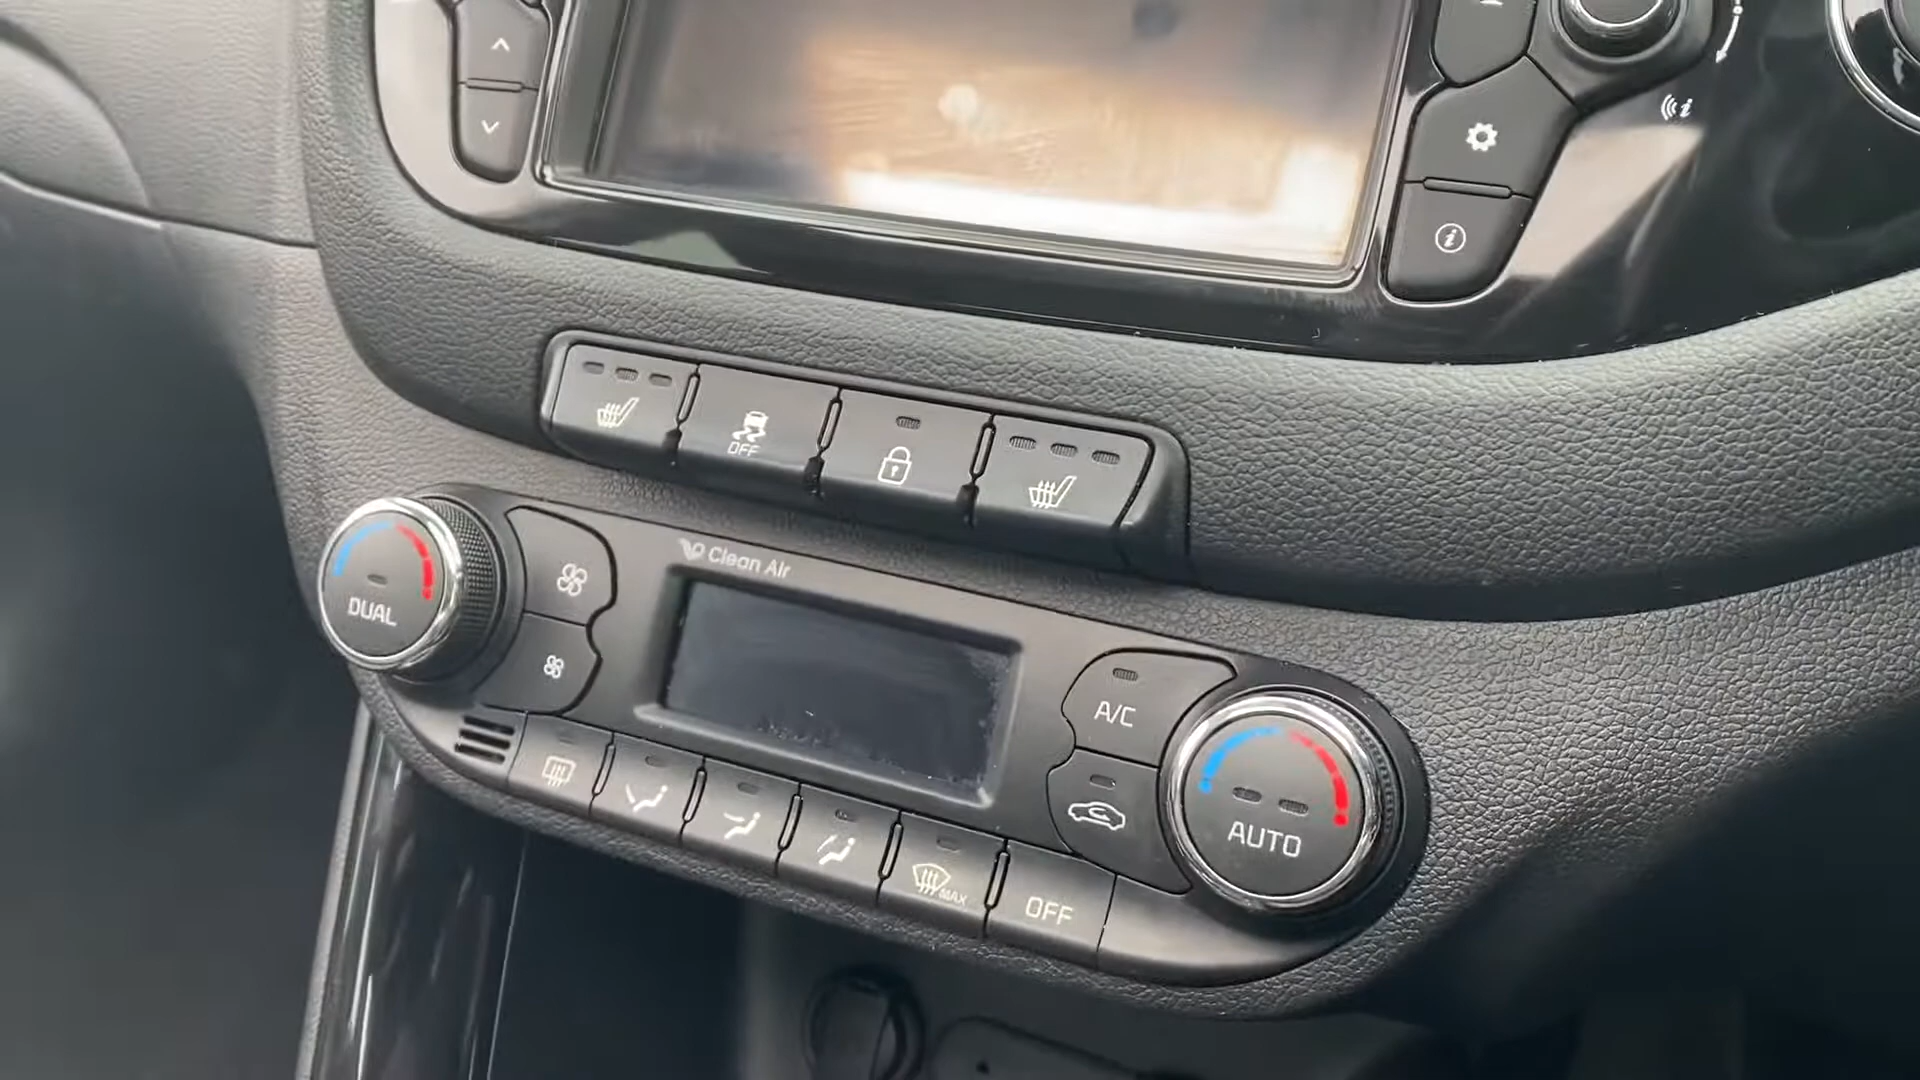 OFF
Clean Air
DUAL
A/C
AUTO
MAX
OFF